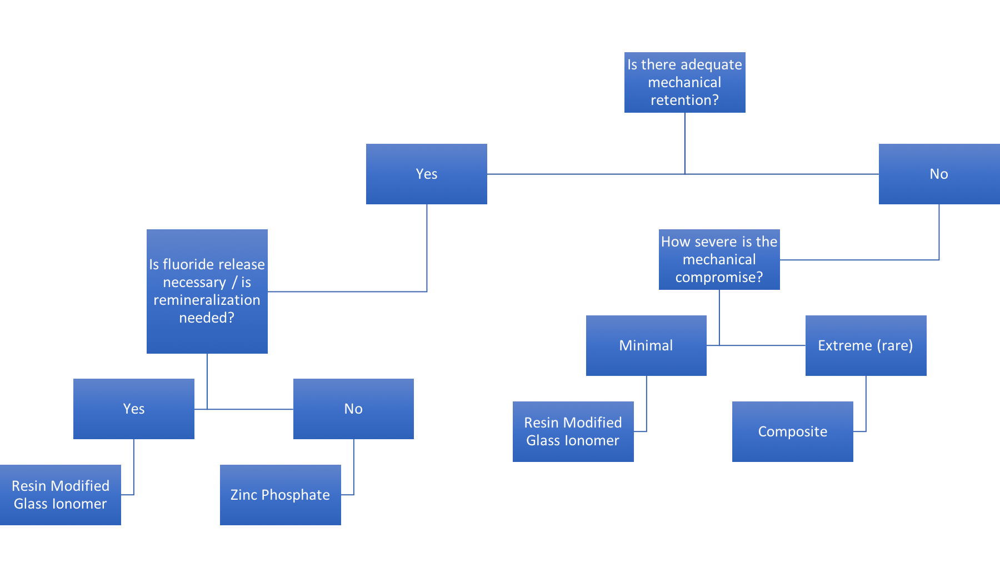 Is there adequate
mechanical
retention?
Yes
No
Is fluoride release
necessary / is
remineralization
needed?
How severe is the
mechanical
compromise?
Minimal
Extreme (rare)
Yes
No
Resin Modified
Glass Ionomer
Composite
Resin Modified
Glass Ionomer
Zinc Phosphate